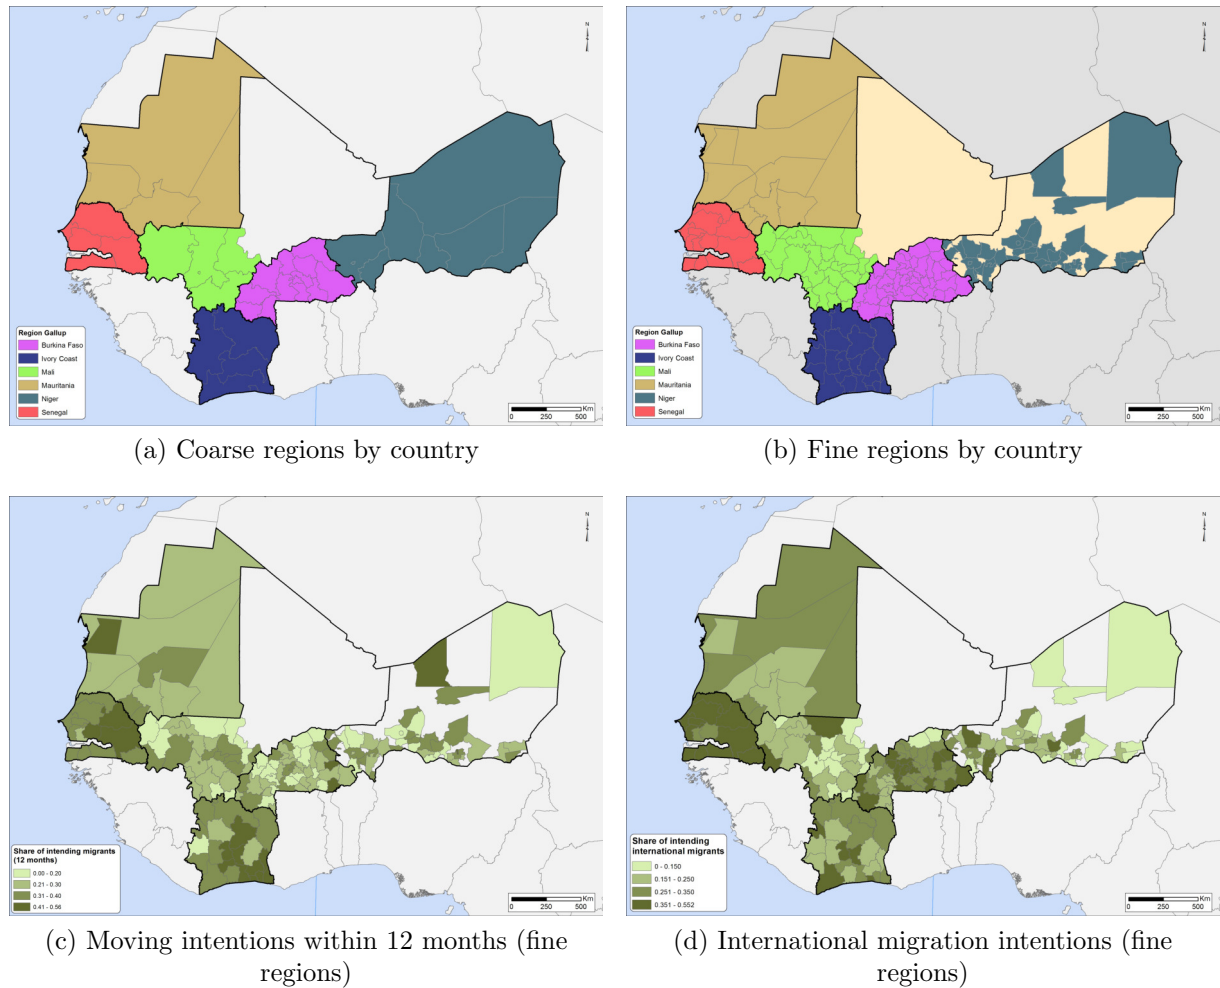 N
Region Gallup
Burkina Faso
Ivory Coast
Mali
Mauritania
Niger
Senegal
Km
0 250 500
(a) Coarse regions by country
N
Region Gallup
Burkina Faso
Ivory Coast
Mali
Mauritania
Niger
Senegal
Km
0 250 500
(b) Fine regions by country
N
Share of intending migrants
(12 months)
0.00 - 0.20
0.21 - 0.30
0.31 - 0.40
0.41 - 0.56
Km
0 250 500
(c) Moving intentions within 12 months (fine
regions)
N
Share of intending
international migrants
0 - 0.150
0.151 - 0.250
0.251 - 0.350
0.351 - 0.552
Km
0 250 500
(d) International migration intentions (fine
regions)